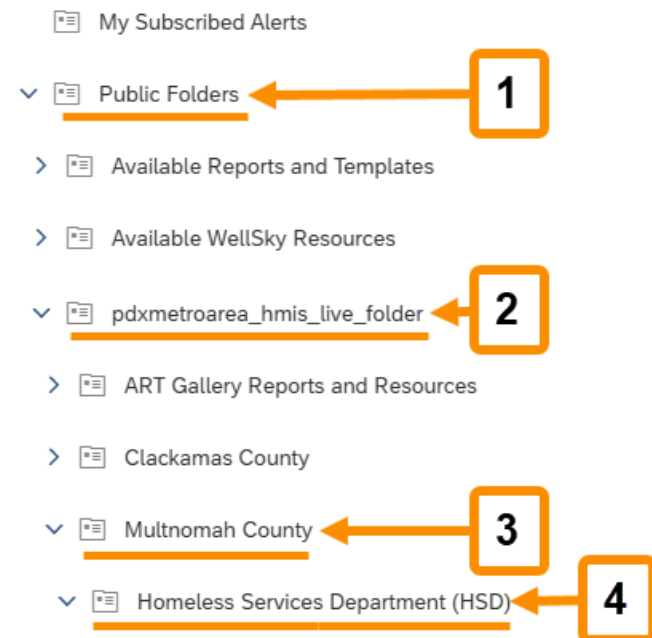 My Subscribed Alerts
Public Folders 1
Available Reports and Templates
Available WellSky Resources
pdxmetroarea_hmis_live_folder 2
ART Gallery Reports and Resources
Clackamas County
Multnomah County 3
Homeless Services Department (HSD) 4